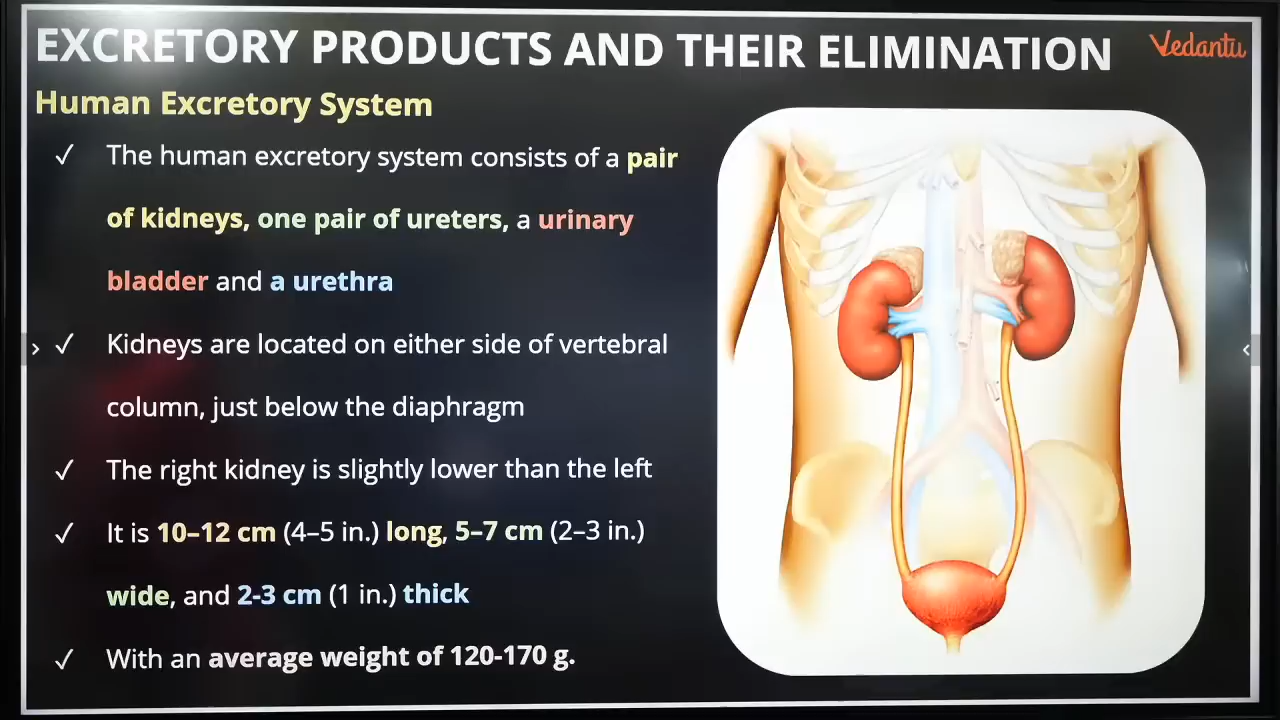 EXCRETORY PRODUCTS AND THEIR ELIMINATION
Vedantu
Human Excretory System
✓ The human excretory system consists of a pair
of kidneys, one pair of ureters, a urinary
bladder and a urethra
✓ Kidneys are located on either side of vertebral
column, just below the diaphragm
✓ The right kidney is slightly lower than the left
✓ It is 10–12 cm (4–5 in.) long, 5–7 cm (2–3 in.)
wide, and 2-3 cm (1 in.) thick
✓ With an average weight of 120-170 g.